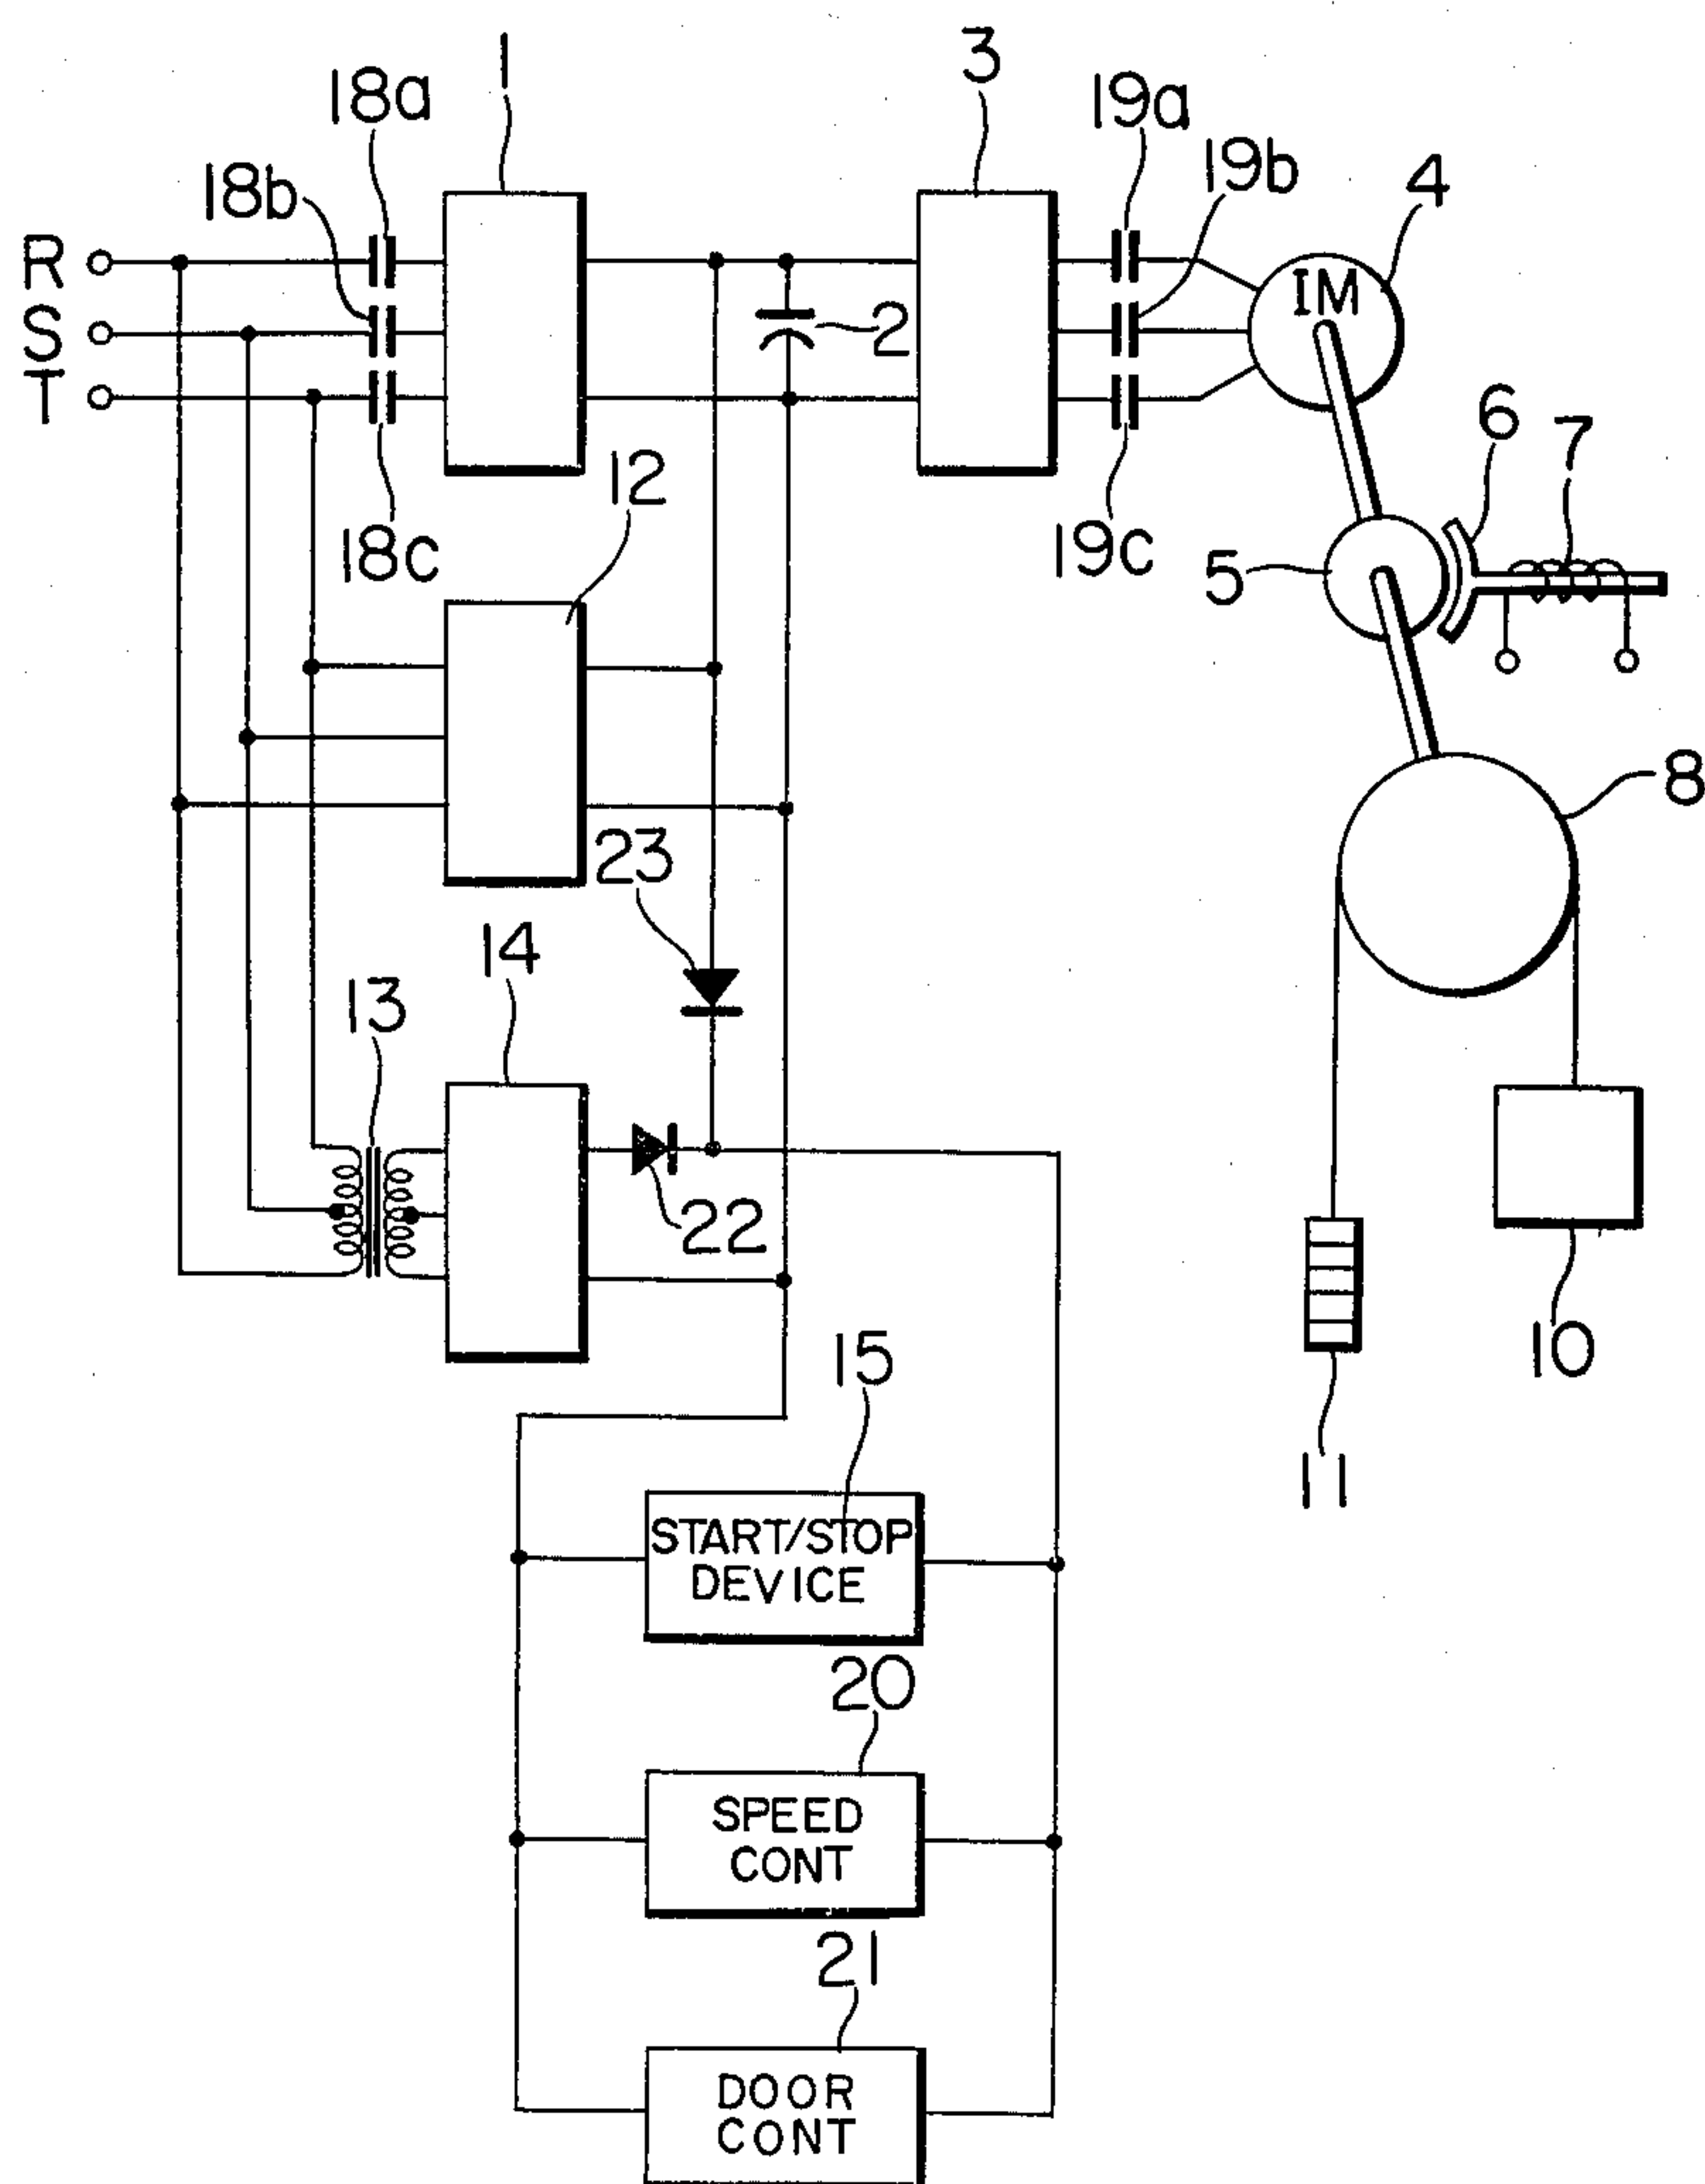 1
3
18a
19a
18b
19b
4
R
IM
S
2
T
6
7
12
18c
19c
5
8
23
14
13
22
15
10
11
START/STOP
DEVICE
20
SPEED
CONT
21
DOOR
CONT